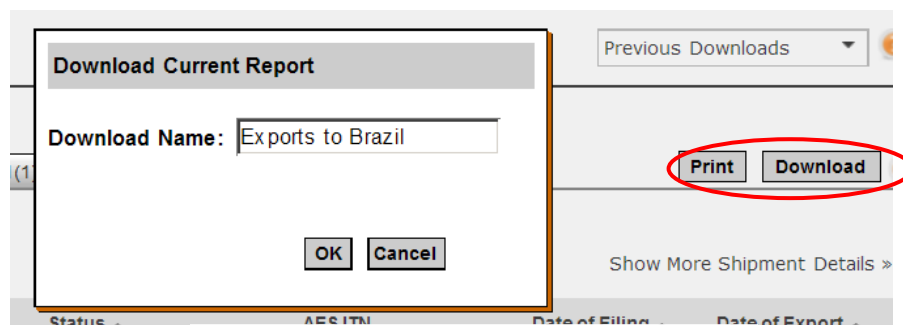 Previous Downloads
Download Current Report
Download Name: Exports to Brazil
(1)
Print Download
OK Cancel
Show More Shipment Details »
Status AES ITN Date of Filing Date of Export